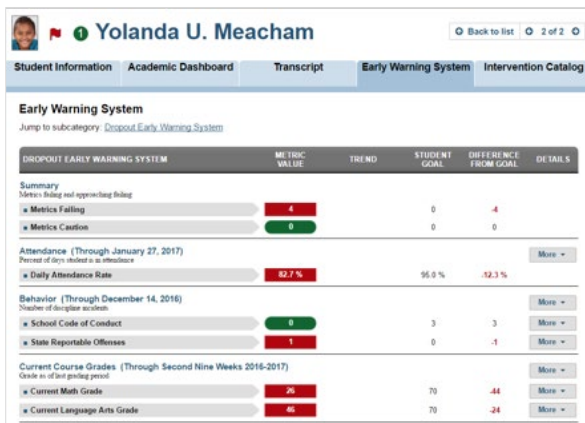 1 Yolanda U. Meacham
Back to list 2 of 2
Student Information Academic Dashboard Transcript Early Warning System Intervention Catalog
Early Warning System
Jump to subcategory: Dropout Early Warning System
DROPOUT EARLY WARNING SYSTEM METRIC VALUE TREND STUDENT GOAL DIFFERENCE FROM GOAL DETAILS
Summary
Metrics failing and approaching failing
Metrics Failing 4 0 -4
Metrics Caution 0 0 0
Attendance (Through January 27, 2017) More
Percent of days student is in attendance
Daily Attendance Rate 82.7 % 95.0 % -12.3 %
Behavior (Through December 14, 2016) More
Number of discipline incidents
School Code of Conduct 0 3 3 More
State Reportable Offenses 1 0 -1 More
Current Course Grades (Through Second Nine Weeks 2016-2017) More
Grade as of last grading period
Current Math Grade 26 70 -44 More
Current Language Arts Grade 46 70 -24 More